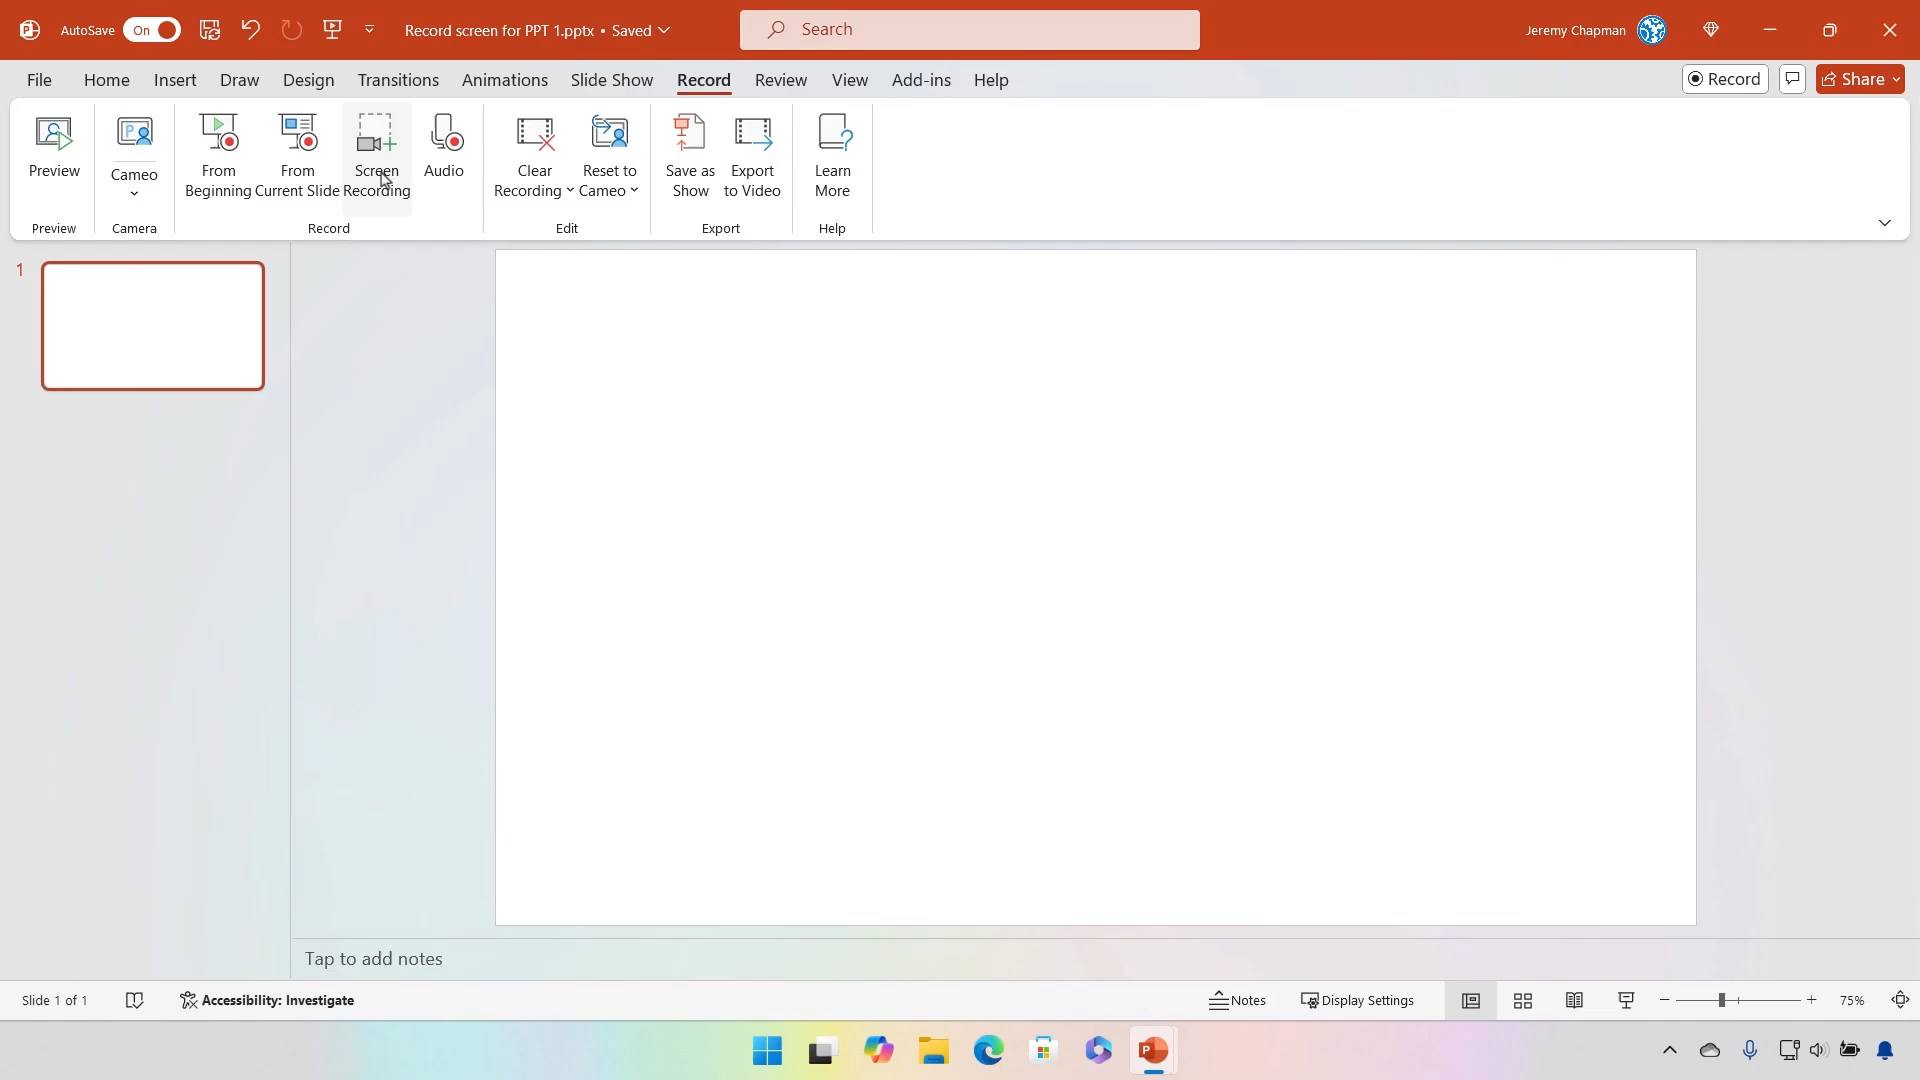 AutoSave On Record screen for PPT 1.pptx • Saved Search Jeremy Chapman
File Home Insert Draw Design Transitions Animations Slide Show Record Review View Add-ins Help Record Share
Preview
Cameo
From Beginning
From Current Slide
Screen Recording
Audio
Clear Recording
Reset to Cameo
Save as Show
Export to Video
Learn More
Preview Camera Record Edit Export Help
1
Tap to add notes
Slide 1 of 1 Accessibility: Investigate Notes Display Settings 75%